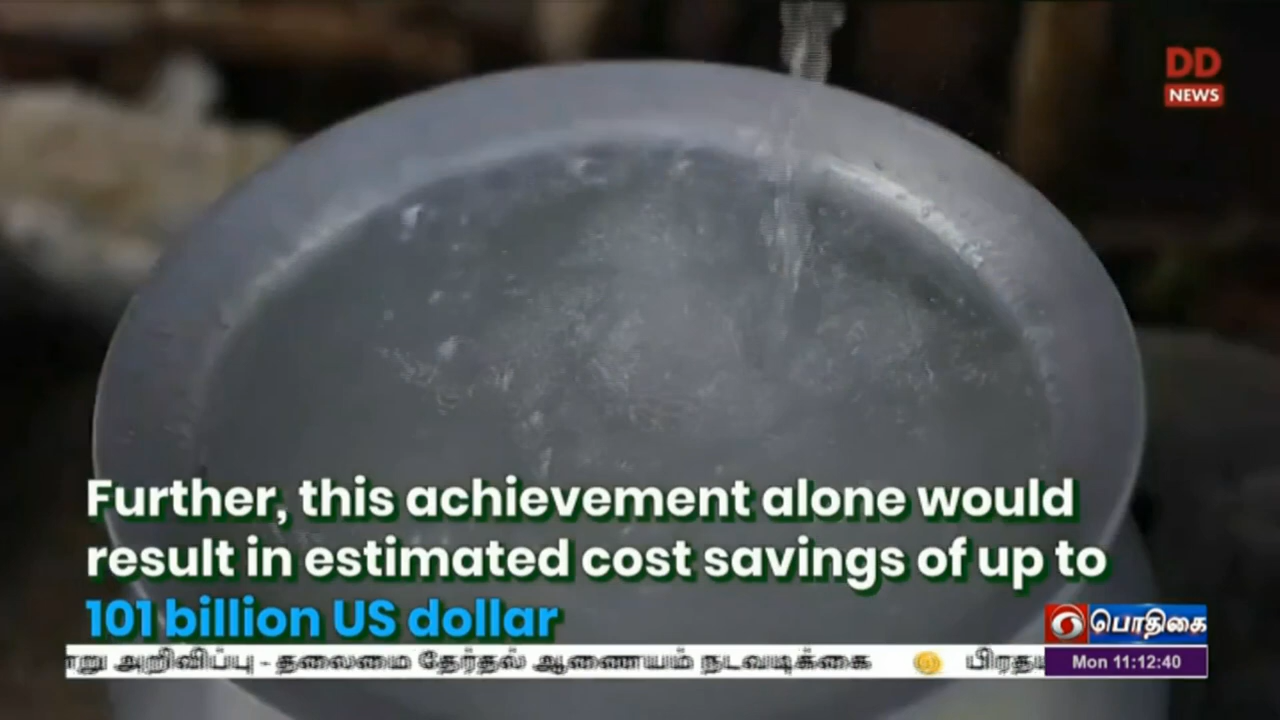 DD
NEWS
Further, this achievement alone would
result in estimated cost savings of up to
101 billion US dollar
பொதிகை
அறிவிப்பு - தலைமை தேர்தல் ஆணையம் நடவடிக்கை
Mon 11:12:40